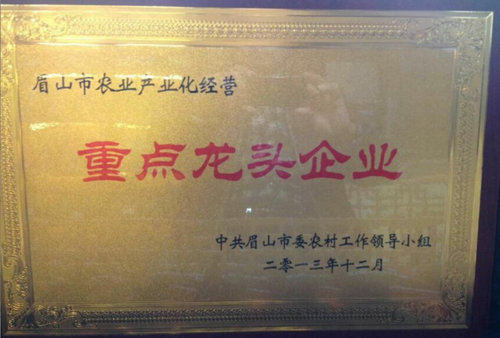 眉山市农业产业化经营
重点龙头企业
中共眉山市委农村工作领导小组
二零一三年十二月